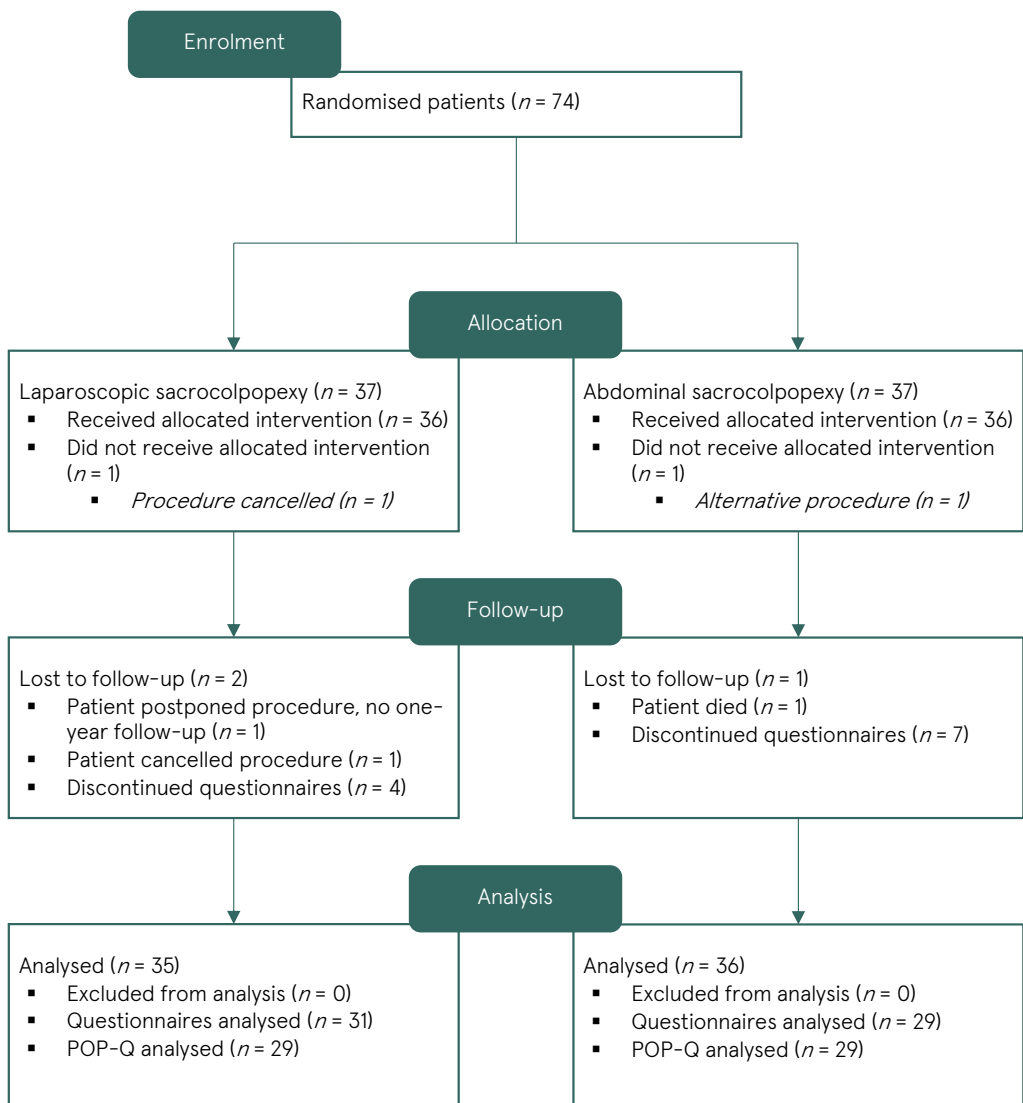 Enrolment
Randomised patients (n = 74)
Allocation
Laparoscopic sacrocolpopexy (n = 37)
▪ Received allocated intervention (n = 36)
▪ Did not receive allocated intervention
(n = 1)
▪ Procedure cancelled (n = 1)
Abdominal sacrocolpopexy (n = 37)
▪ Received allocated intervention (n = 36)
▪ Did not receive allocated intervention
(n = 1)
▪ Alternative procedure (n = 1)
Follow-up
Lost to follow-up (n = 2)
▪ Patient postponed procedure, no one-
year follow-up (n = 1)
▪ Patient cancelled procedure (n = 1)
▪ Discontinued questionnaires (n = 4)
Lost to follow-up (n = 1)
▪ Patient died (n = 1)
▪ Discontinued questionnaires (n = 7)
Analysis
Analysed (n = 35)
▪ Excluded from analysis (n = 0)
▪ Questionnaires analysed (n = 31)
▪ POP-Q analysed (n = 29)
Analysed (n = 36)
▪ Excluded from analysis (n = 0)
▪ Questionnaires analysed (n = 29)
▪ POP-Q analysed (n = 29)